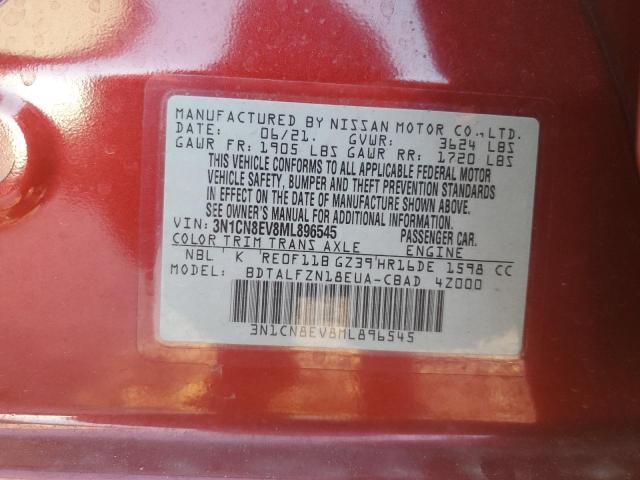 MANUFACTURED BY NISSAN MOTOR CO., LTD.
DATE: 06/21. GVWR: 3624 LBS
GAWR FR: 1905 LBS GAWR RR: 1720 LBS
THIS VEHICLE CONFORMS TO ALL APPLICABLE FEDERAL MOTOR
VEHICLE SAFETY, BUMPER AND THEFT PREVENTION STANDARDS
IN EFFECT ON THE DATE OF MANUFACTURE SHOWN ABOVE.
SEE OWNER'S MANUAL FOR ADDITIONAL INFORMATION
VIN: 3N1CN8EV8ML896545 PASSENGER CAR.
COLOR TRIM TRANS AXLE ENGINE
NBL K RE0F11B GZ39 HR16DE 1598 CC
MODEL: BDTALFZN18EUA-CBAD 4Z000
3N1CN8EV8ML896545